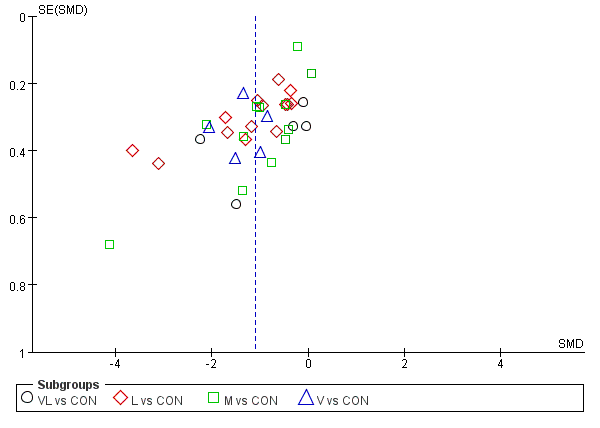 SE(SMD)
0
0.2
0.4
0.6
0.8
1
-4
-2
0
2
4
SMD
Subgroups
VL vs CON
L vs CON
M vs CON
V vs CON